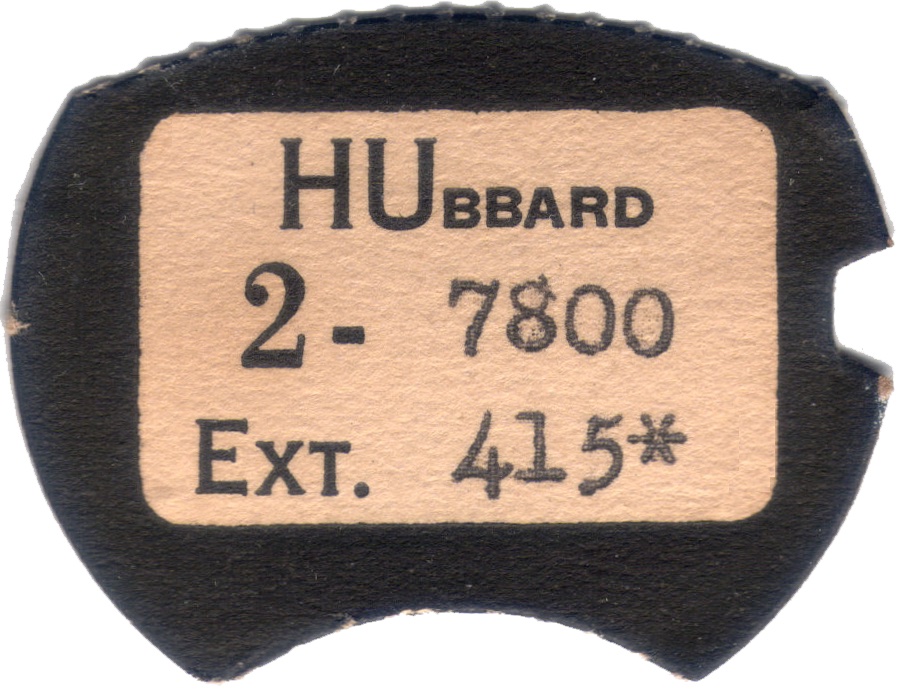 HUBBARD
2- 7800
EXT. 415*